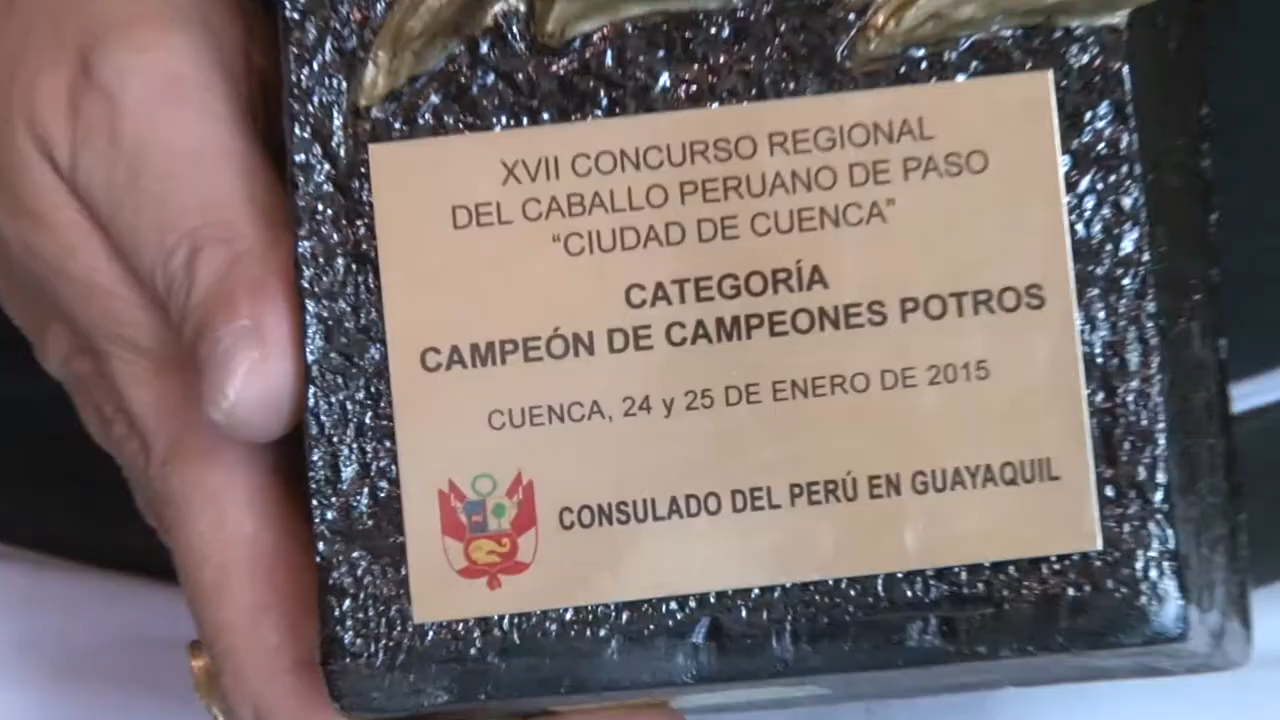 XVII CONCURSO REGIONAL
DEL CABALLO PERUANO DE PASO
“CIUDAD DE CUENCA”
CATEGORÍA
CAMPEÓN DE CAMPEONES POTROS
CUENCA, 24 y 25 DE ENERO DE 2015
CONSULADO DEL PERÚ EN GUAYAQUIL